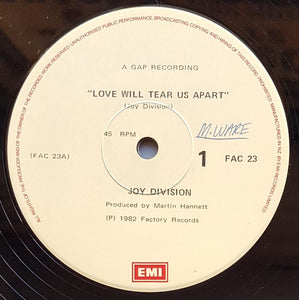 A GAP RECORDING
"LOVE WILL TEAR US APART"
(Joy Division)
45 RPM
M.WARE
(FAC 23A)
1
FAC 23
JOY DIVISION
Produced by Martin Hannett
(P) 1982 Factory Records
EMI